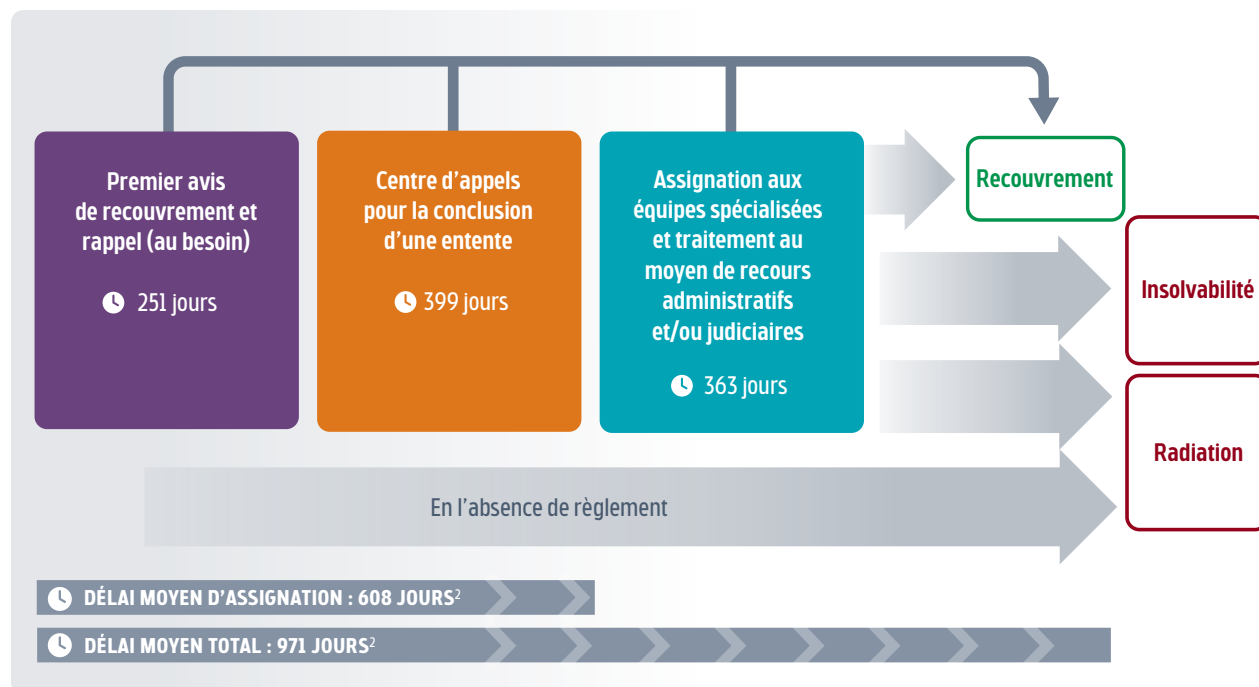 Premier avis
de recouvrement et
rappel (au besoin)
251 jours
Centre d'appels
pour la conclusion
d'une entente
399 jours
Assignation aux
équipes spécialisées
et traitement au
moyen de recours
administratifs
et/ou judiciaires
363 jours
Recouvrement
Insolvabilité
Radiation
En l'absence de règlement
DÉLAI MOYEN D'ASSIGNATION : 608 JOURS²
DÉLAI MOYEN TOTAL : 971 JOURS²